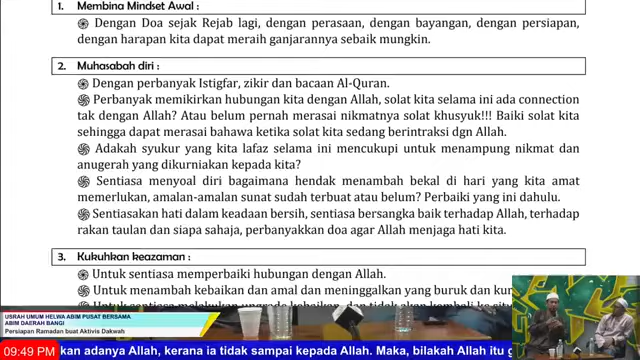 1. Membina Mindset Awal :
Dengan Doa sejak Rejab lagi, dengan perasaan, dengan bayangan, dengan persiapan,
dengan harapan kita dapat meraih ganjarannya sebaik mungkin.
2. Muhasabah diri :
Dengan perbanyak Istigfar, zikir dan bacaan Al-Quran.
Perbanyak memikirkan hubungan kita dengan Allah, solat kita selama ini ada connection
tak dengan Allah? Atau belum pernah merasai nikmatnya solat khusyuk!!! Baiki solat kita
sehingga dapat merasai bahawa ketika solat kita sedang berintraksi dgn Allah.
Adakah syukur yang kita lafaz selama ini mencukupi untuk menampung nikmat dan
anugerah yang dikurniakan kepada kita?
Sentiasa menyoal diri bagaimana hendak menambah bekal di hari yang kita amat
memerlukan, amalan-amalan sunat sudah terbuat atau belum? Perbaiki yang ini dahulu.
Sentiasakan hati dalam keadaan bersih, sentiasa bersangka baik terhadap Allah, terhadap
rakan taulan dan siapa sahaja, perbanyakkan doa agar Allah menjaga hati kita.
3. Kukuhkan keazaman :
Untuk sentiasa memperbaiki hubungan dengan Allah.
Untuk menambah kebaikan dan amal dan meninggalkan yang buruk dan
USRAH UMUM HELWA ABIM PUSAT BERSAMA
ABIM DAERAH BANGI
Persiapan Ramadan buat Aktivis Dakwah
09:49 PM kan adanya Allah, kerana ia tidak sampai kepada Allah. Maka, bilakah Allah itu